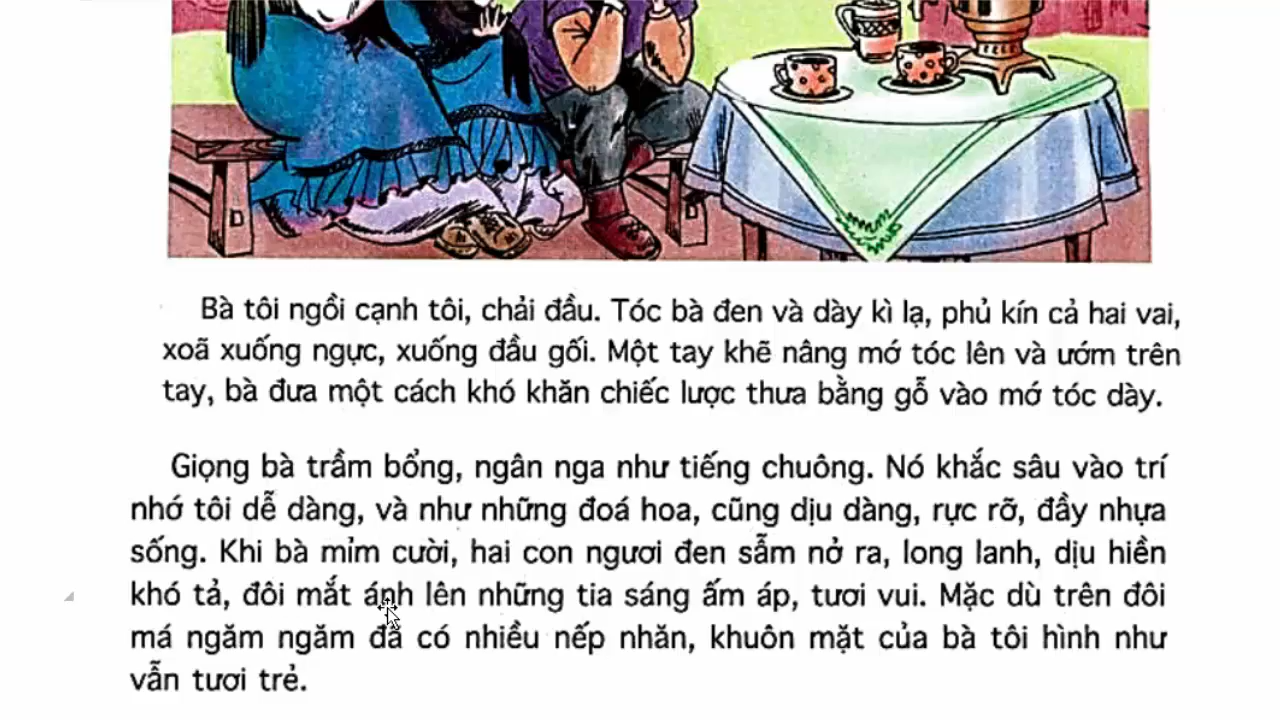 Bà tôi ngồi cạnh tôi, chải đầu. Tóc bà đen và dày kì lạ, phủ kín cả hai vai,
xoã xuống ngực, xuống đầu gối. Một tay khẽ nâng mớ tóc lên và ướm trên
tay, bà đưa một cách khó khăn chiếc lược thưa bằng gỗ vào mớ tóc dày.
Giọng bà trầm bổng, ngân nga như tiếng chuông. Nó khắc sâu vào trí
nhớ tôi dễ dàng, và như những đoá hoa, cũng dịu dàng, rực rỡ, đầy nhựa
sống. Khi bà mỉm cười, hai con ngươi đen sẫm nở ra, long lanh, dịu hiền
khó tả, đôi mắt ánh lên những tia sáng ấm áp, tươi vui. Mặc dù trên đôi
má ngăm ngăm đã có nhiều nếp nhăn, khuôn mặt của bà tôi hình như
vẫn tươi trẻ.